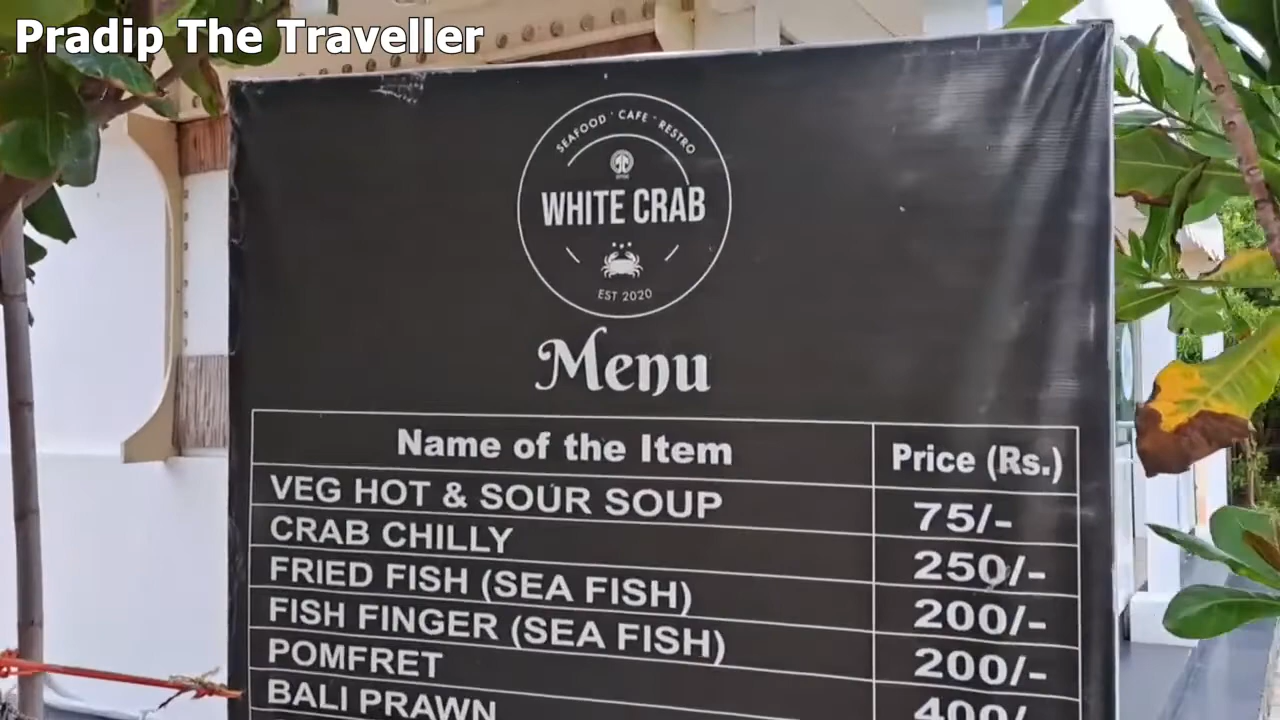 Pradip The Traveller
SEAFOOD · CAFE · RESTRO
WHITE CRAB
EST 2020
Menu
Name of the Item Price (Rs.)
VEG HOT & SOUR SOUP 75/-
CRAB CHILLY 250/-
FRIED FISH (SEA FISH) 200/-
FISH FINGER (SEA FISH) 200/-
POMFRET 400/-
BALI PRAWN